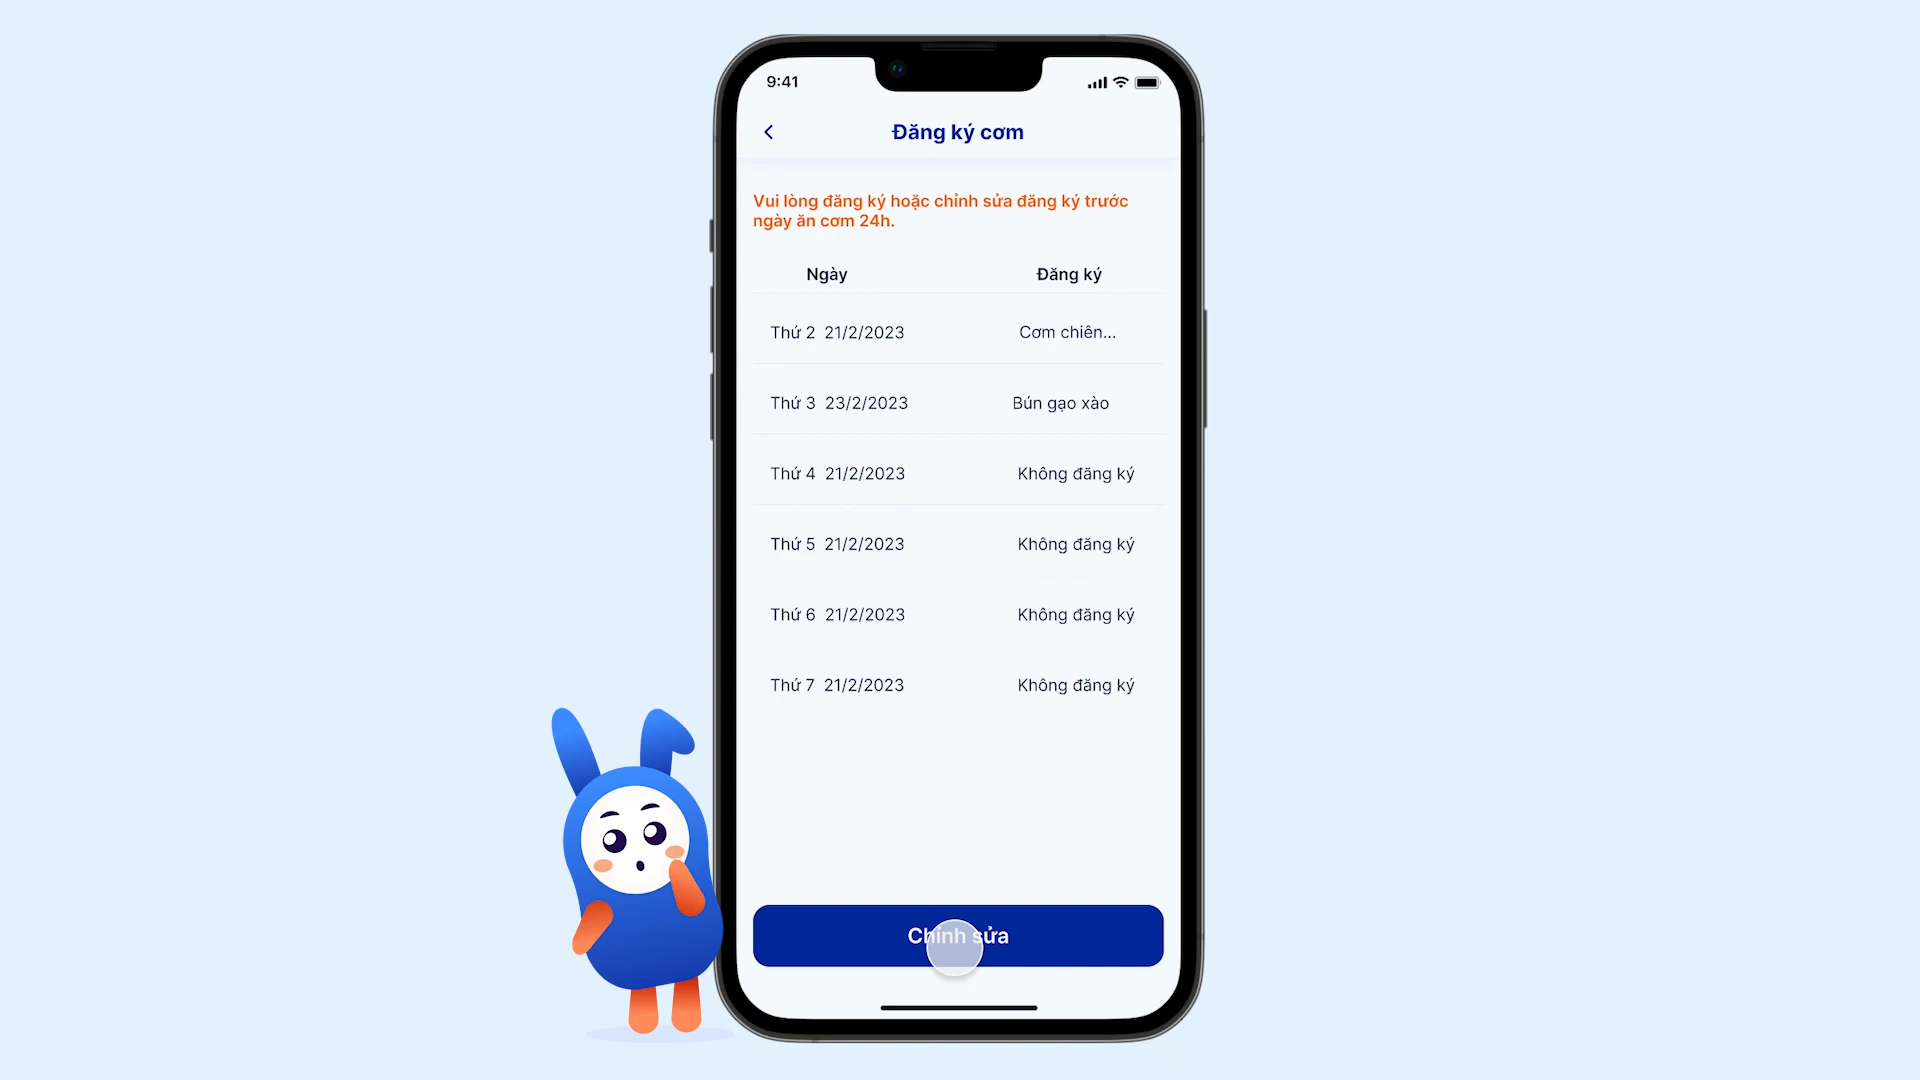 9:41
Đăng ký cơm
Vui lòng đăng ký hoặc chỉnh sửa đăng ký trước
ngày ăn cơm 24h.
Ngày Đăng ký
Thứ 2 21/2/2023 Cơm chiên...
Thứ 3 23/2/2023 Bún gạo xào
Thứ 4 21/2/2023 Không đăng ký
Thứ 5 21/2/2023 Không đăng ký
Thứ 6 21/2/2023 Không đăng ký
Thứ 7 21/2/2023 Không đăng ký
Chỉnh sửa